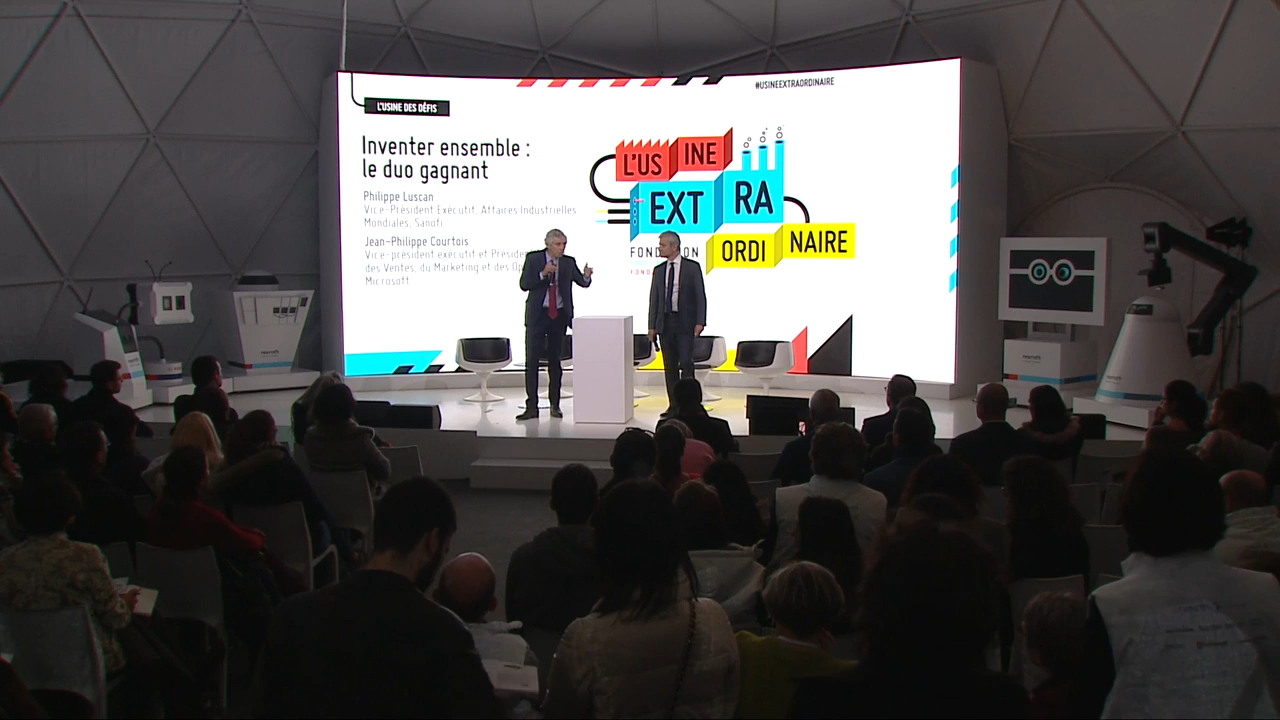 #USINEEXTRAORDINAIRE
L'USINE DES DÉFIS
Inventer ensemble :
le duo gagnant
Philippe Luscan
Vice-Président Exécutif, Affaires Industrielles
Mondiales, Sanofi
Jean-Philippe Courtois
Vice-président exécutif et
des Ventes, du Marketing et des
Microsoft
L'US INE
EXT RA
ORDI NAIRE